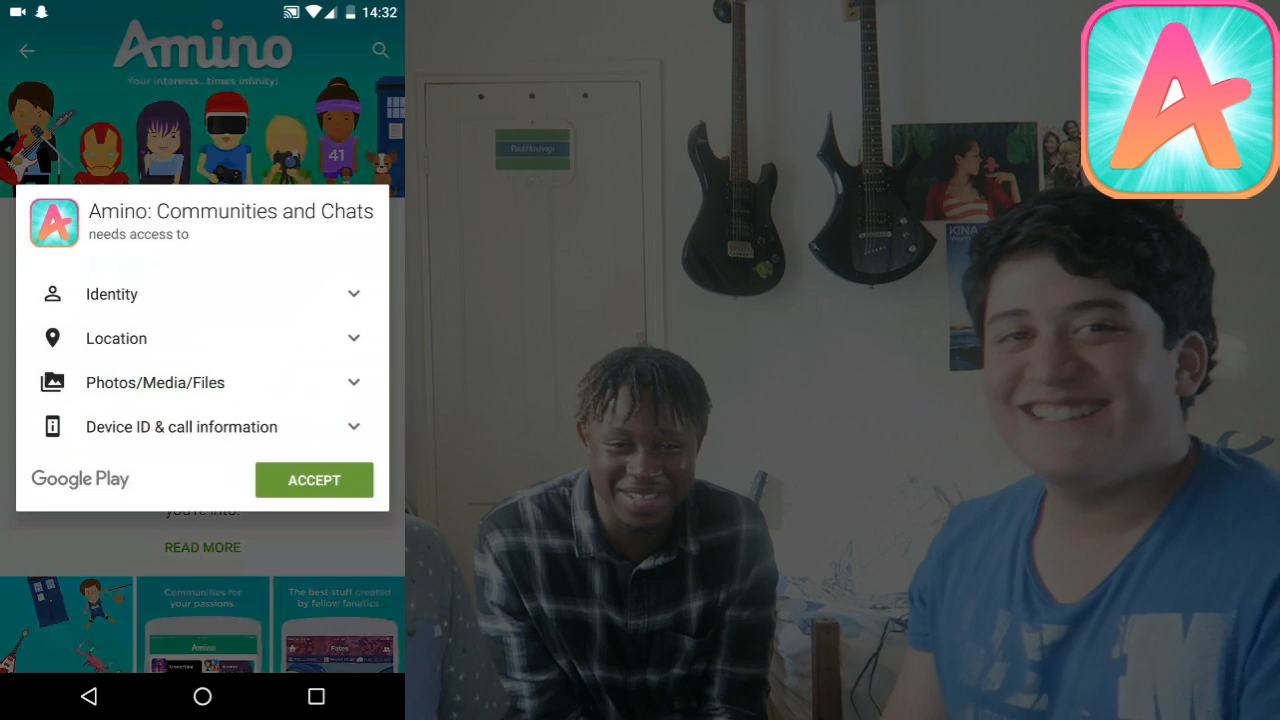 14:32
Amino
Your interests...times infinity!
41
Amino: Communities and Chats
needs access to
Identity
Location
Photos/Media/Files
Device ID & call information
Google Play
ACCEPT
you're into.
READ MORE
Communities for
your passions.
The best stuff created
by fellow fanatics
Amino
KINA